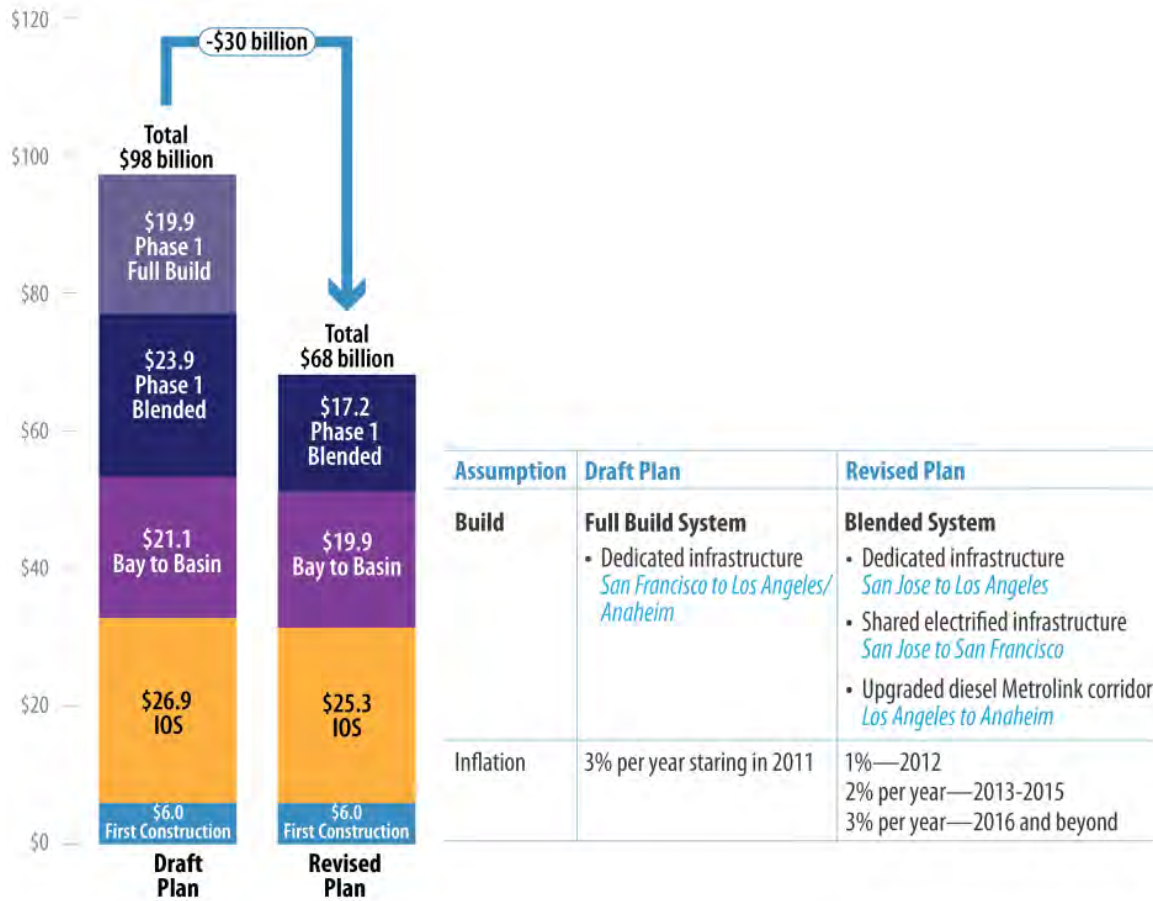 $120
$100
$80
$60
$40
$20
$0
-$30 billion
Total
$98 billion
$19.9
Phase 1
Full Build
$23.9
Phase 1
Blended
$21.1
Bay to Basin
$26.9
IOS
$6.0
First Construction
Draft
Plan
Total
$68 billion
$17.2
Phase 1
Blended
$19.9
Bay to Basin
$25.3
IOS
$6.0
First Construction
Revised
Plan
Assumption Draft Plan Revised Plan
Build
Full Build System
• Dedicated infrastructure
San Francisco to Los Angeles/
Anaheim
Blended System
• Dedicated infrastructure
San Jose to Los Angeles
• Shared electrified infrastructure
San Jose to San Francisco
• Upgraded diesel Metrolink corridor
Los Angeles to Anaheim
Inflation
3% per year staring in 2011
1%—2012
2% per year—2013-2015
3% per year—2016 and beyond